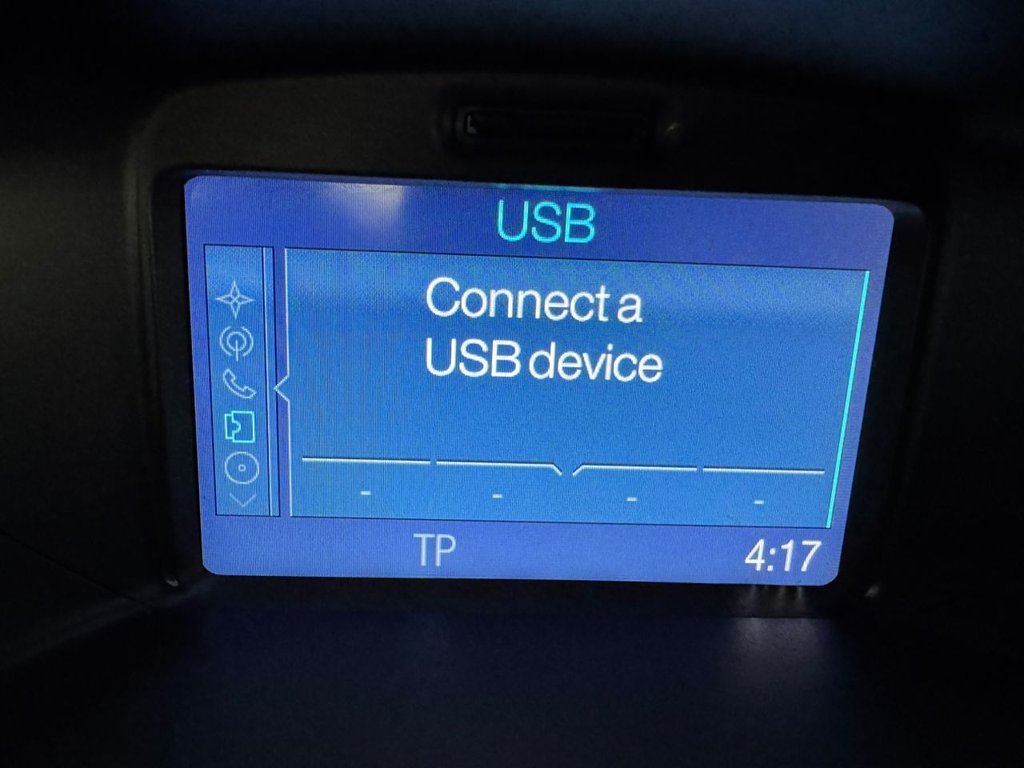 USB
Connect a
USB device
- - - -
TP 4:17